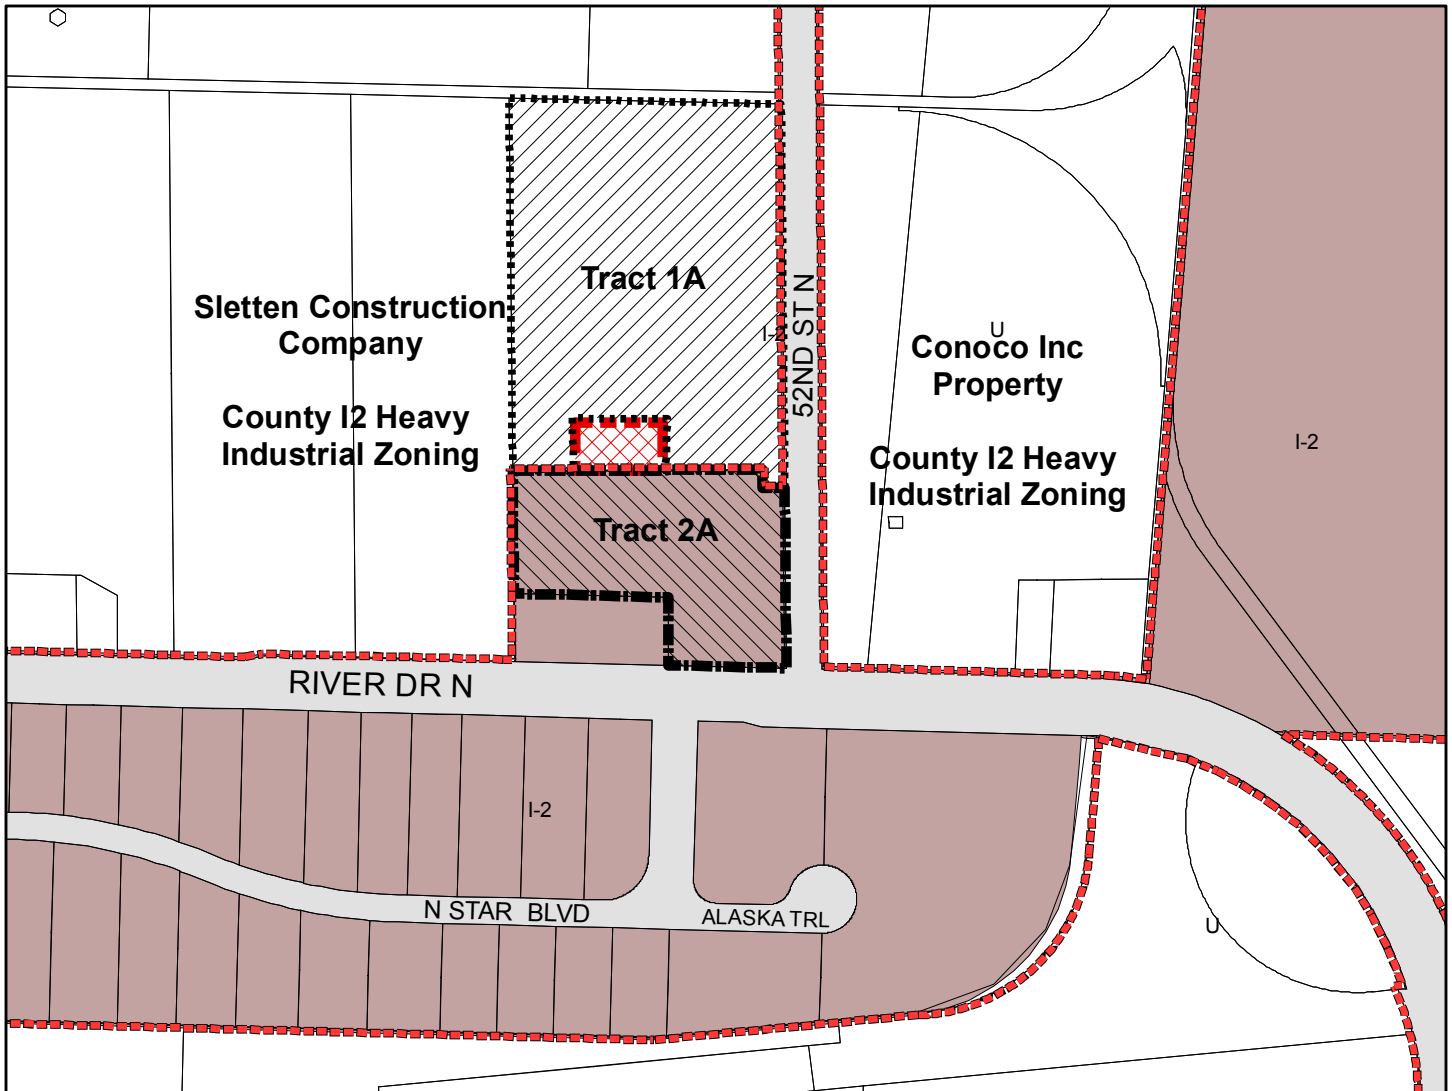 Tract 1A
Sletten Construction
Company
County I2 Heavy
Industrial Zoning
I-2
52ND ST N
U
Conoco Inc
Property
County I2 Heavy
Industrial Zoning
I-2
Tract 2A
RIVER DR N
I-2
N STAR BLVD
ALASKA TRL
U